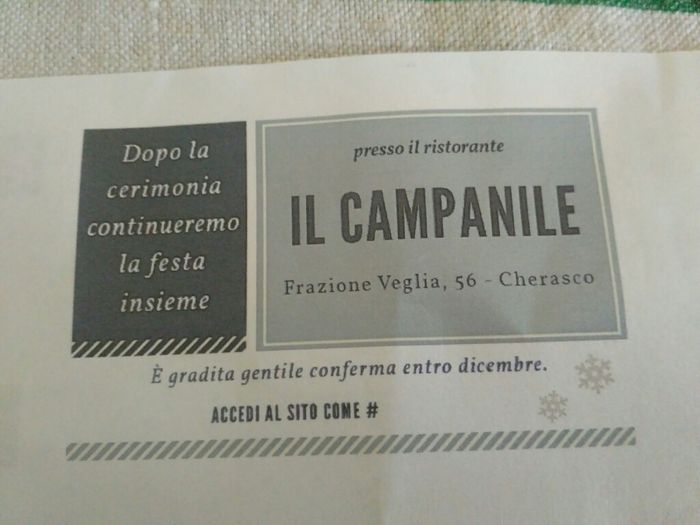 Dopo la
cerimonia
continueremo
la festa
insieme
presso il ristorante
IL CAMPANILE
Frazione Veglia, 56 - Cherasco
È gradita gentile conferma entro dicembre.
ACCEDI AL SITO COME #